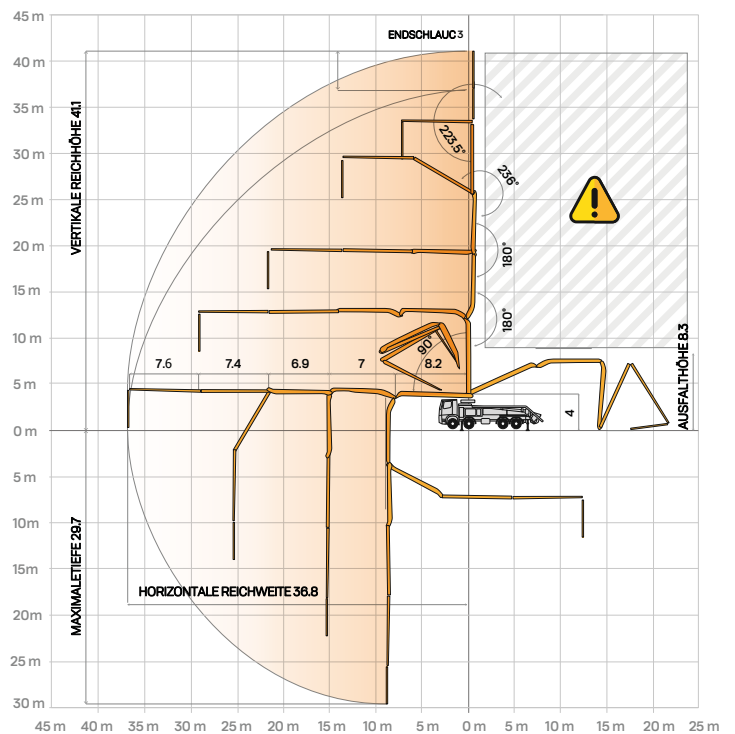 45 m
40 m
35 m
30 m
25 m
20 m
15 m
10 m
5 m
0 m
5 m
10 m
15 m
20 m
25 m
30 m
ENDSCHLAUC 3
VERTIKALE REICHHÖHE 41.1
223.5°
236°
180°
180°
90°
7.6
7.4
6.9
7
8.2
4
AUSFALTHÖHE 8.3
MAXIMALETIEFE 29.7
HORIZONTALE REICHWEITE 36.8
45 m 40 m 35 m 30 m 25 m 20 m 15 m 10 m 5 m 0 m 5 m 10 m 15 m 20 m 25 m